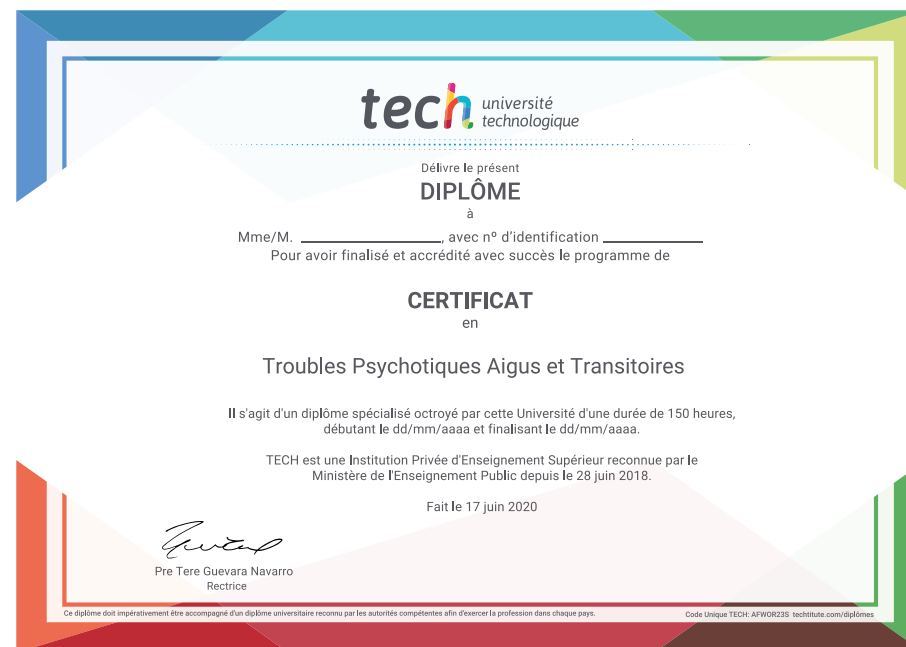 tech université
technologique
Délivre le présent
DIPLÔME
à
Mme/M. ____________________, avec nº d'identification ______________
Pour avoir finalisé et accrédité avec succès le programme de
CERTIFICAT
en
Troubles Psychotiques Aigus et Transitoires
Il s'agit d'un diplôme spécialisé octroyé par cette Université d'une durée de 150 heures,
débutant le dd/mm/aaaa et finalisant le dd/mm/aaaa.
TECH est une Institution Privée d'Enseignement Supérieur reconnue par le
Ministère de l'Enseignement Public depuis le 28 juin 2018.
Fait le 17 juin 2020
Pre Tere Guevara Navarro
Rectrice
Ce diplôme doit impérativement être accompagné d'un diplôme universitaire reconnu par les autorités compétentes afin d'exercer la profession dans chaque pays.
Code Unique TECH: AFWOR23S techtitute.com/diplômes